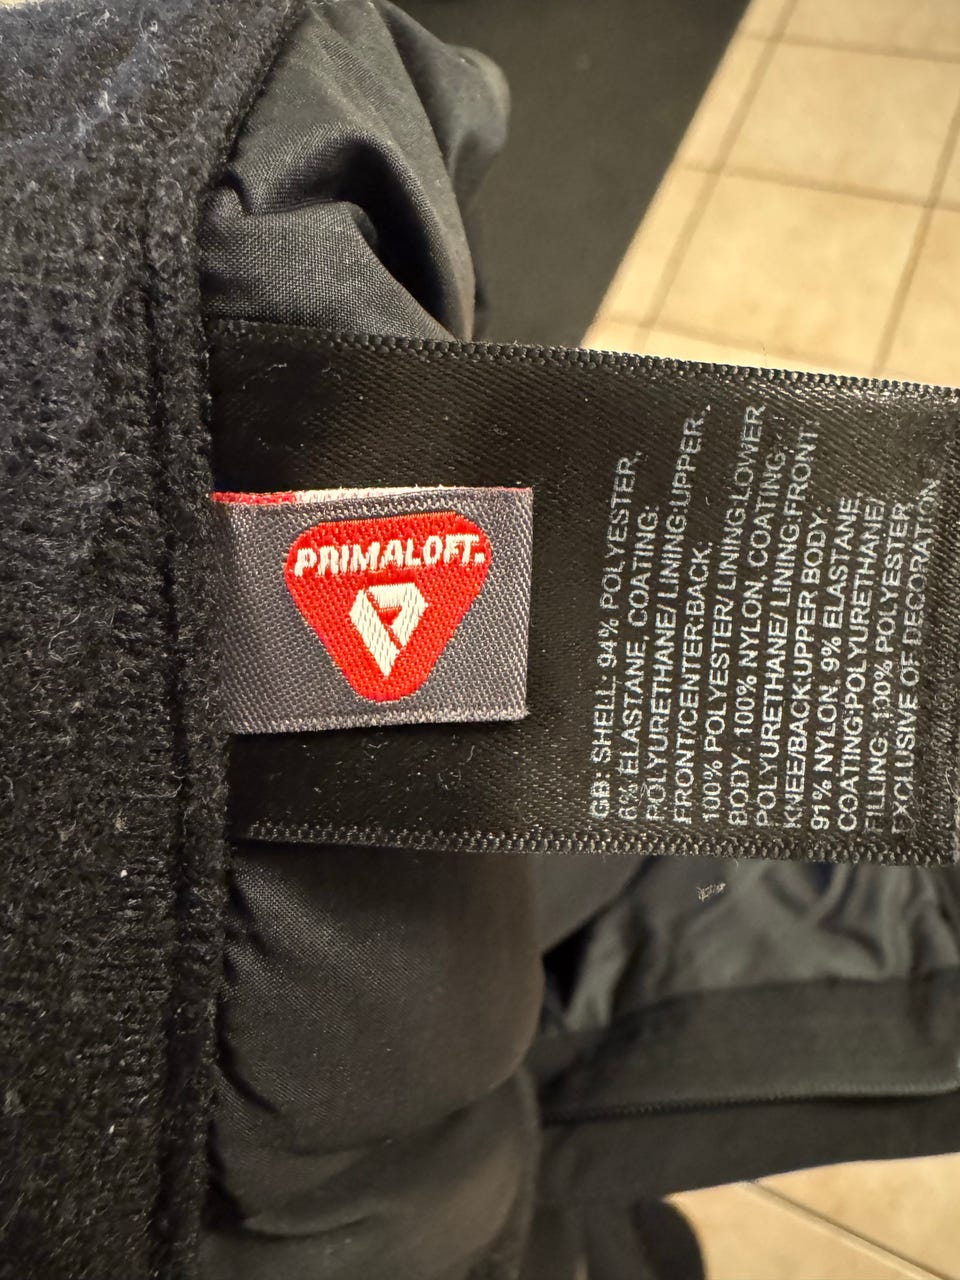 PRIMALOFT.
GB: SHELL: 94% POLYESTER,
6% ELASTANE, COATING:
POLYURETHANE/ LINING:UPPER,
FRONT/CENTER:BACK:
100% POLYESTER/ LINING:LOWER
BODY: 100% NYLON, COATING:
POLYURETHANE/ LINING:FRONT:
KNEE/BACK:UPPER BODY:
91% NYLON, 9% ELASTANE,
COATING:POLYURETHANE/
FILLING: 100% POLYESTER
EXCLUSIVE OF DECORATION